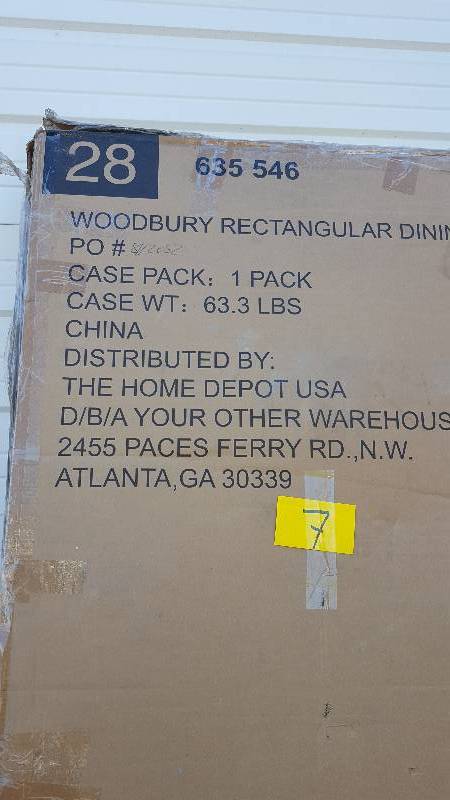 28
635 546
WOODBURY RECTANGULAR
PO #
CASE PACK: 1 PACK
CASE WT: 63.3 LBS
CHINA
DISTRIBUTED BY:
THE HOME DEPOT USA
D/B/A YOUR OTHER WAREHOUS
2455 PACES FERRY RD.,N.W.
ATLANTA,GA 30339
7